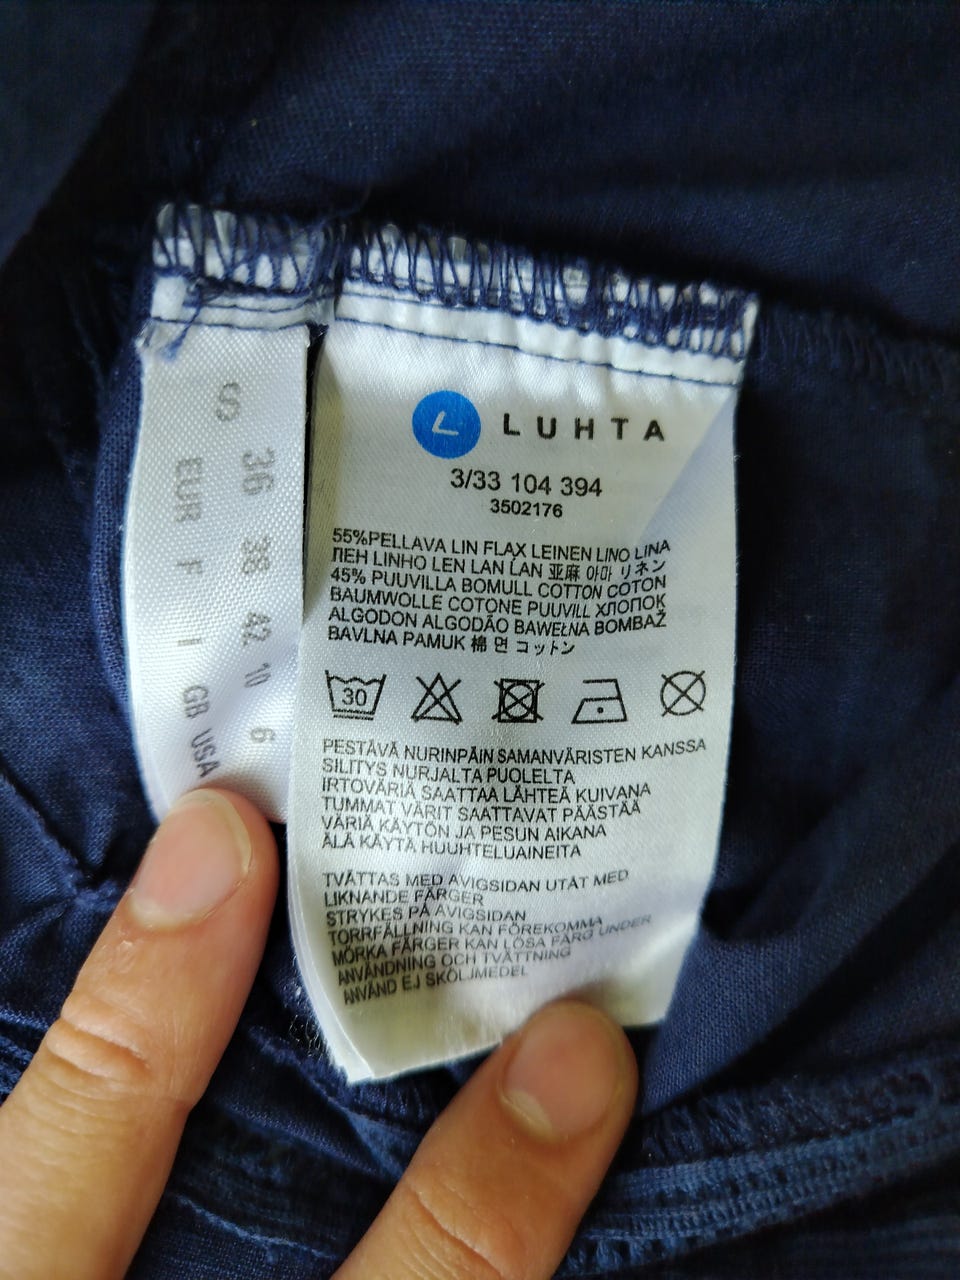 S 36 38 42 10 6
EUR F I GB USA
L LUHTA
3/33 104 394
3502176
55%PELLAVA LIN FLAX LEINEN LINO LINA
ЛЕН LINHO LEN LAN LAN 亚麻 아마 リネン
45% PUUVILLA BOMULL COTTON COTON
BAUMWOLLE COTONE PUUVILL ХЛОПОК
ALGODON ALGODÃO BAWEŁNA BOMBAŽ
BAVLNA PAMUK 棉 면 コットン
30
PESTÄVÄ NURINPÄIN SAMANVÄRISTEN KANSSA
SILITYS NURJALTA PUOLELTA
IRTOVÄRIÄ SAATTAA LÄHTEÄ KUIVANA
TUMMAT VÄRIT SAATTAVAT PÄÄSTÄÄ
VÄRIÄ KÄYTÖN JA PESUN AIKANA
ÄLÄ KÄYTÄ HUUHTELUAINEITA
TVÄTTAS MED AVIGSIDAN UTÅT MED
LIKNANDE FÄRGER
STRYKES PÅ AVIGSIDAN
TORRFÄLLNING KAN FÖREKOMMA
MÖRKA FÄRGER KAN LÖSA FÄRG UNDER
ANVÄNDNING OCH TVÄTTNING
ANVÄND EJ SKÖLJMEDEL